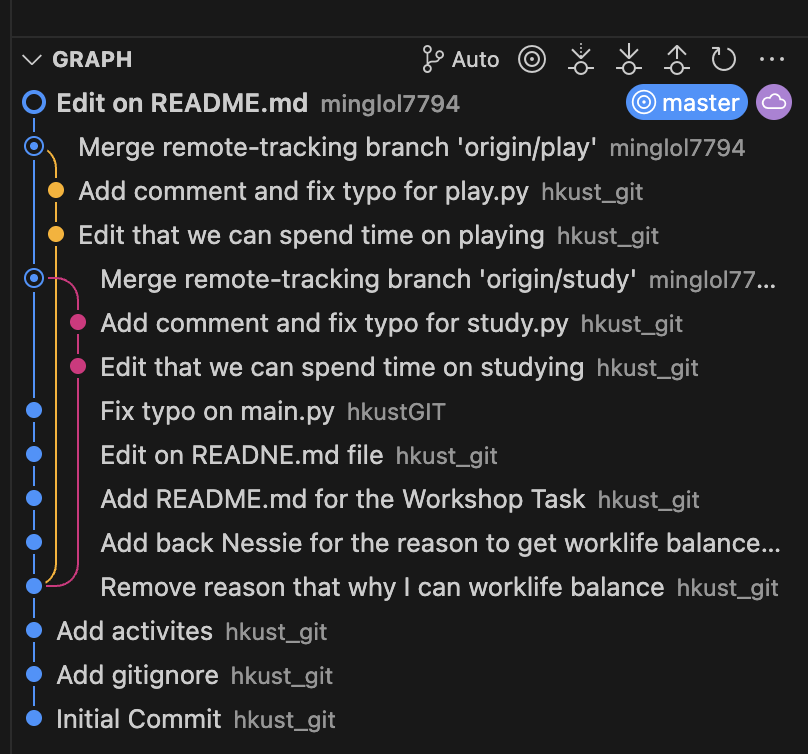 GRAPH Auto
Edit on README.md minglol7794 master
Merge remote-tracking branch 'origin/play' minglol7794
Add comment and fix typo for play.py hkust_git
Edit that we can spend time on playing hkust_git
Merge remote-tracking branch 'origin/study' minglol77...
Add comment and fix typo for study.py hkust_git
Edit that we can spend time on studying hkust_git
Fix typo on main.py hkustGIT
Edit on READNE.md file hkust_git
Add README.md for the Workshop Task hkust_git
Add back Nessie for the reason to get worklife balance...
Remove reason that why I can worklife balance hkust_git
Add activites hkust_git
Add gitignore hkust_git
Initial Commit hkust_git